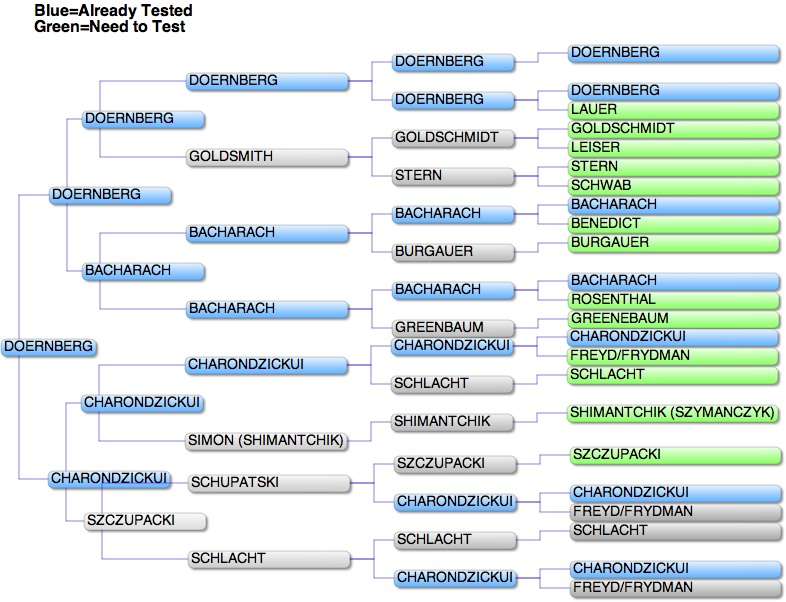 Blue=Already Tested
Green=Need to Test
DOERNBERG
DOERNBERG
CHARONDZICKUI
DOERNBERG
BACHARACH
CHARONDZICKUI
SZCZUPACKI
DOERNBERG
GOLDSMITH
BACHARACH
BACHARACH
CHARONDZICKUI
SIMON (SHIMANTCHIK)
SCHUPATSKI
SCHLACHT
DOERNBERG
DOERNBERG
GOLDSCHMIDT
STERN
BACHARACH
BURGAUER
BACHARACH
GREENBAUM
CHARONDZICKUI
SCHLACHT
SHIMANTCHIK
SZCZUPACKI
CHARONDZICKUI
SCHLACHT
CHARONDZICKUI
DOERNBERG
DOERNBERG
LAUER
GOLDSCHMIDT
LEISER
STERN
SCHWAB
BACHARACH
BENEDICT
BURGAUER
BACHARACH
ROSENTHAL
GREENEBAUM
CHARONDZICKUI
FREYD/FRYDMAN
SCHLACHT
SHIMANTCHIK (SZYMANCZYK)
SZCZUPACKI
CHARONDZICKUI
FREYD/FRYDMAN
SCHLACHT
CHARONDZICKUI
FREYD/FRYDMAN